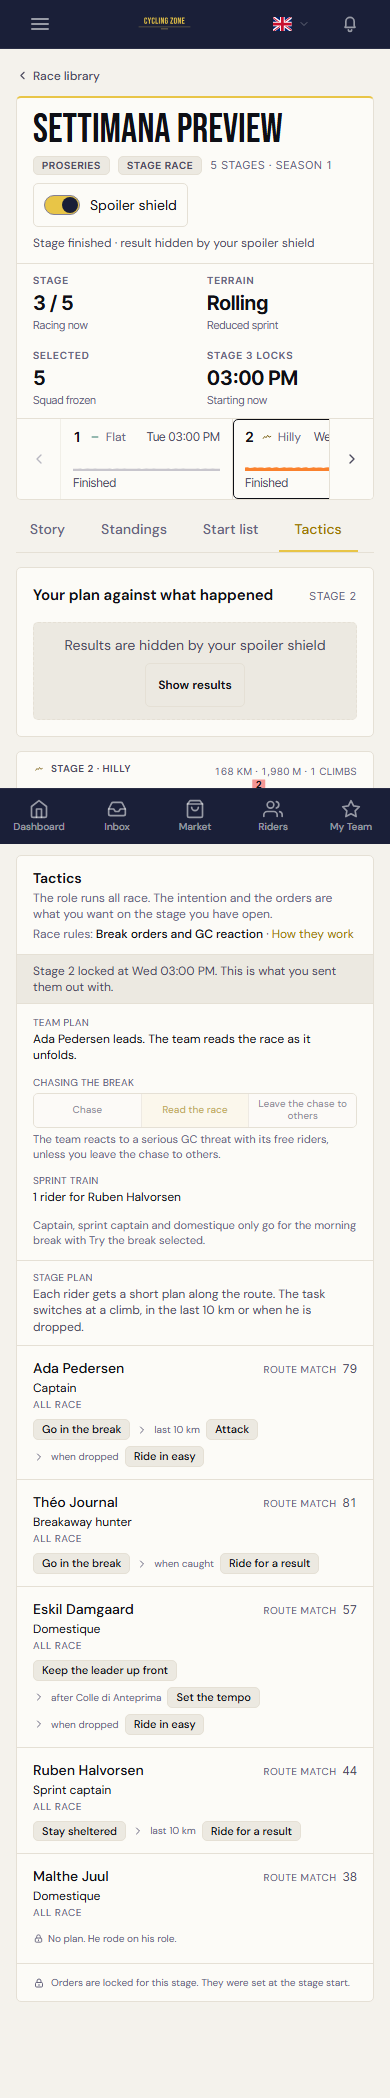 CYCLING ZONE
Race library
SETTIMANA PREVIEW
PROSERIES STAGE RACE 5 STAGES · SEASON 1
Spoiler shield
Stage finished · result hidden by your spoiler shield
STAGE TERRAIN
3 / 5 Rolling
Racing now Reduced sprint
SELECTED STAGE 3 LOCKS
5 03:00 PM
Squad frozen Starting now
1 Flat Tue 03:00 PM 2 Hilly We
Finished Finished
Story Standings Start list Tactics
Your plan against what happened STAGE 2
Results are hidden by your spoiler shield
Show results
STAGE 2 · HILLY 168 KM · 1,980 M · 1 CLIMBS
2
Dashboard Inbox Market Riders My Team
Tactics
The role runs all race. The intention and the orders are
what you want on the stage you have open.
Race rules: Break orders and GC reaction · How they work
Stage 2 locked at Wed 03:00 PM. This is what you sent
them out with.
TEAM PLAN
Ada Pedersen leads. The team reads the race as it
unfolds.
CHASING THE BREAK
Chase Read the race Leave the chase to
others
The team reacts to a serious GC threat with its free riders,
unless you leave the chase to others.
SPRINT TRAIN
1 rider for Ruben Halvorsen
Captain, sprint captain and domestique only go for the morning
break with Try the break selected.
STAGE PLAN
Each rider gets a short plan along the route. The task
switches at a climb, in the last 10 km or when he is
dropped.
Ada Pedersen ROUTE MATCH 79
Captain
ALL RACE
Go in the break last 10 km Attack
when dropped Ride in easy
Théo Journal ROUTE MATCH 81
Breakaway hunter
ALL RACE
Go in the break when caught Ride for a result
Eskil Damgaard ROUTE MATCH 57
Domestique
ALL RACE
Keep the leader up front
after Colle di Anteprima Set the tempo
when dropped Ride in easy
Ruben Halvorsen ROUTE MATCH 44
Sprint captain
ALL RACE
Stay sheltered last 10 km Ride for a result
Malthe Juul ROUTE MATCH 38
Domestique
ALL RACE
No plan. He rode on his role.
Orders are locked for this stage. They were set at the stage start.